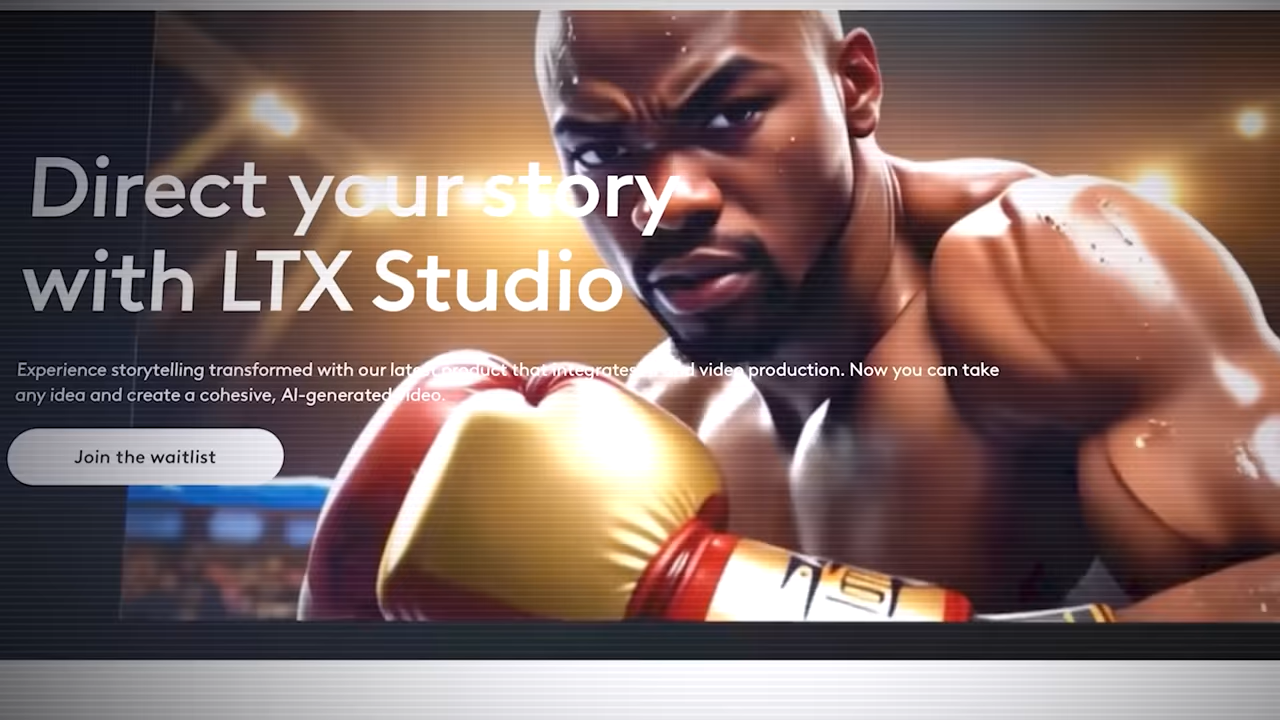 Direct your story
with LTX Studio
Experience storytelling transformed with our latest product that integrates and video production. Now you can take
any idea and create a cohesive, AI-generated video.
Join the waitlist